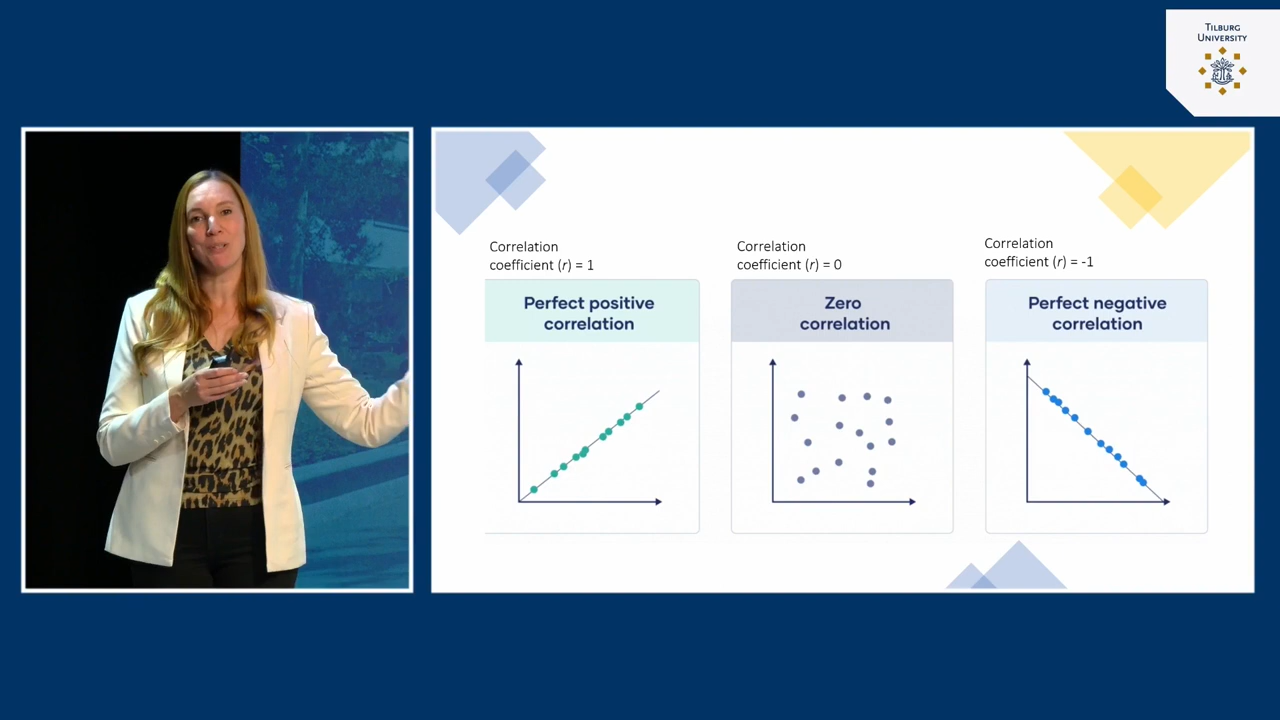 TILBURG
UNIVERSITY
Correlation
coefficient (r) = 1
Perfect positive
correlation
Correlation
coefficient (r) = 0
Zero
correlation
Correlation
coefficient (r) = -1
Perfect negative
correlation